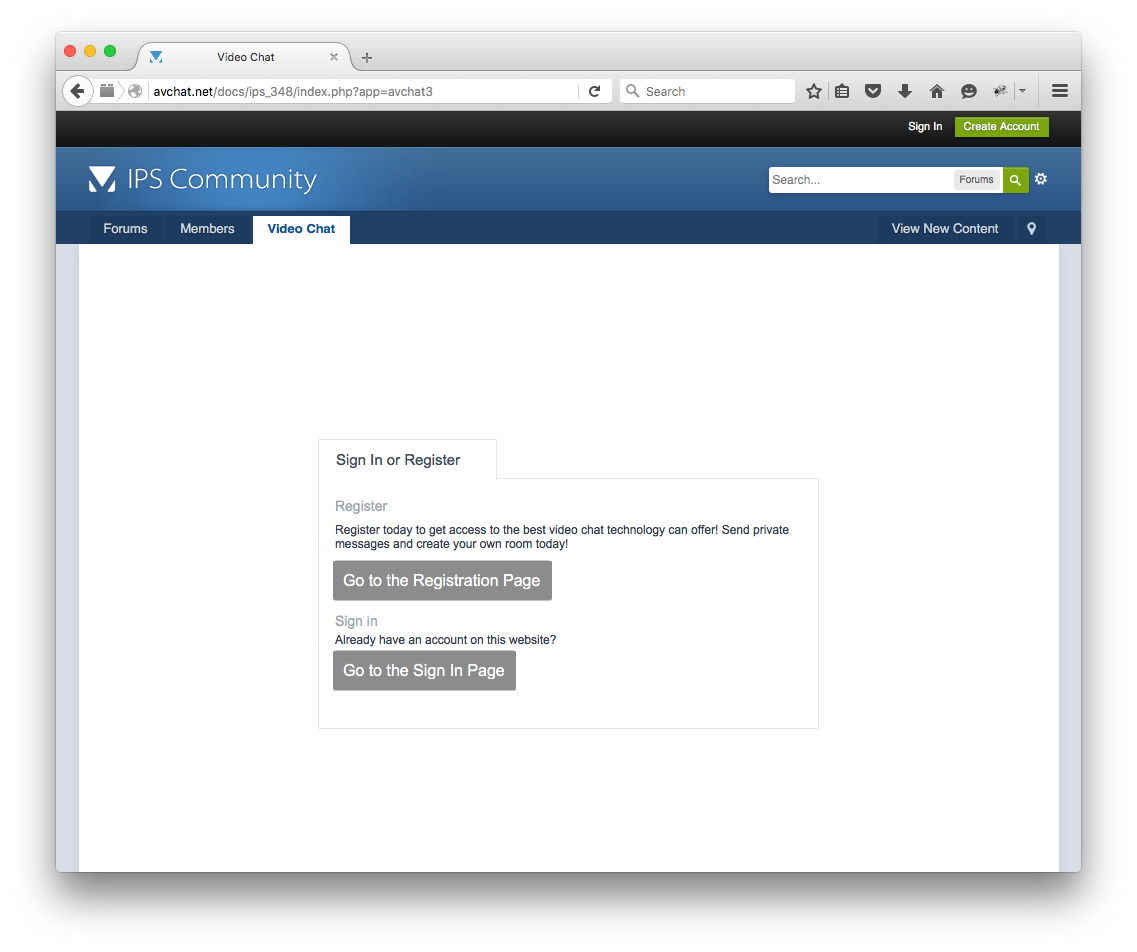 Video Chat
avchat.net/docs/ips_348/index.php?app=avchat3
Search
Sign In
Create Account
IPS Community
Search...
Forums
Forums
Members
Video Chat
View New Content
Sign In or Register
Register
Register today to get access to the best video chat technology can offer! Send private
messages and create your own room today!
Go to the Registration Page
Sign in
Already have an account on this website?
Go to the Sign In Page